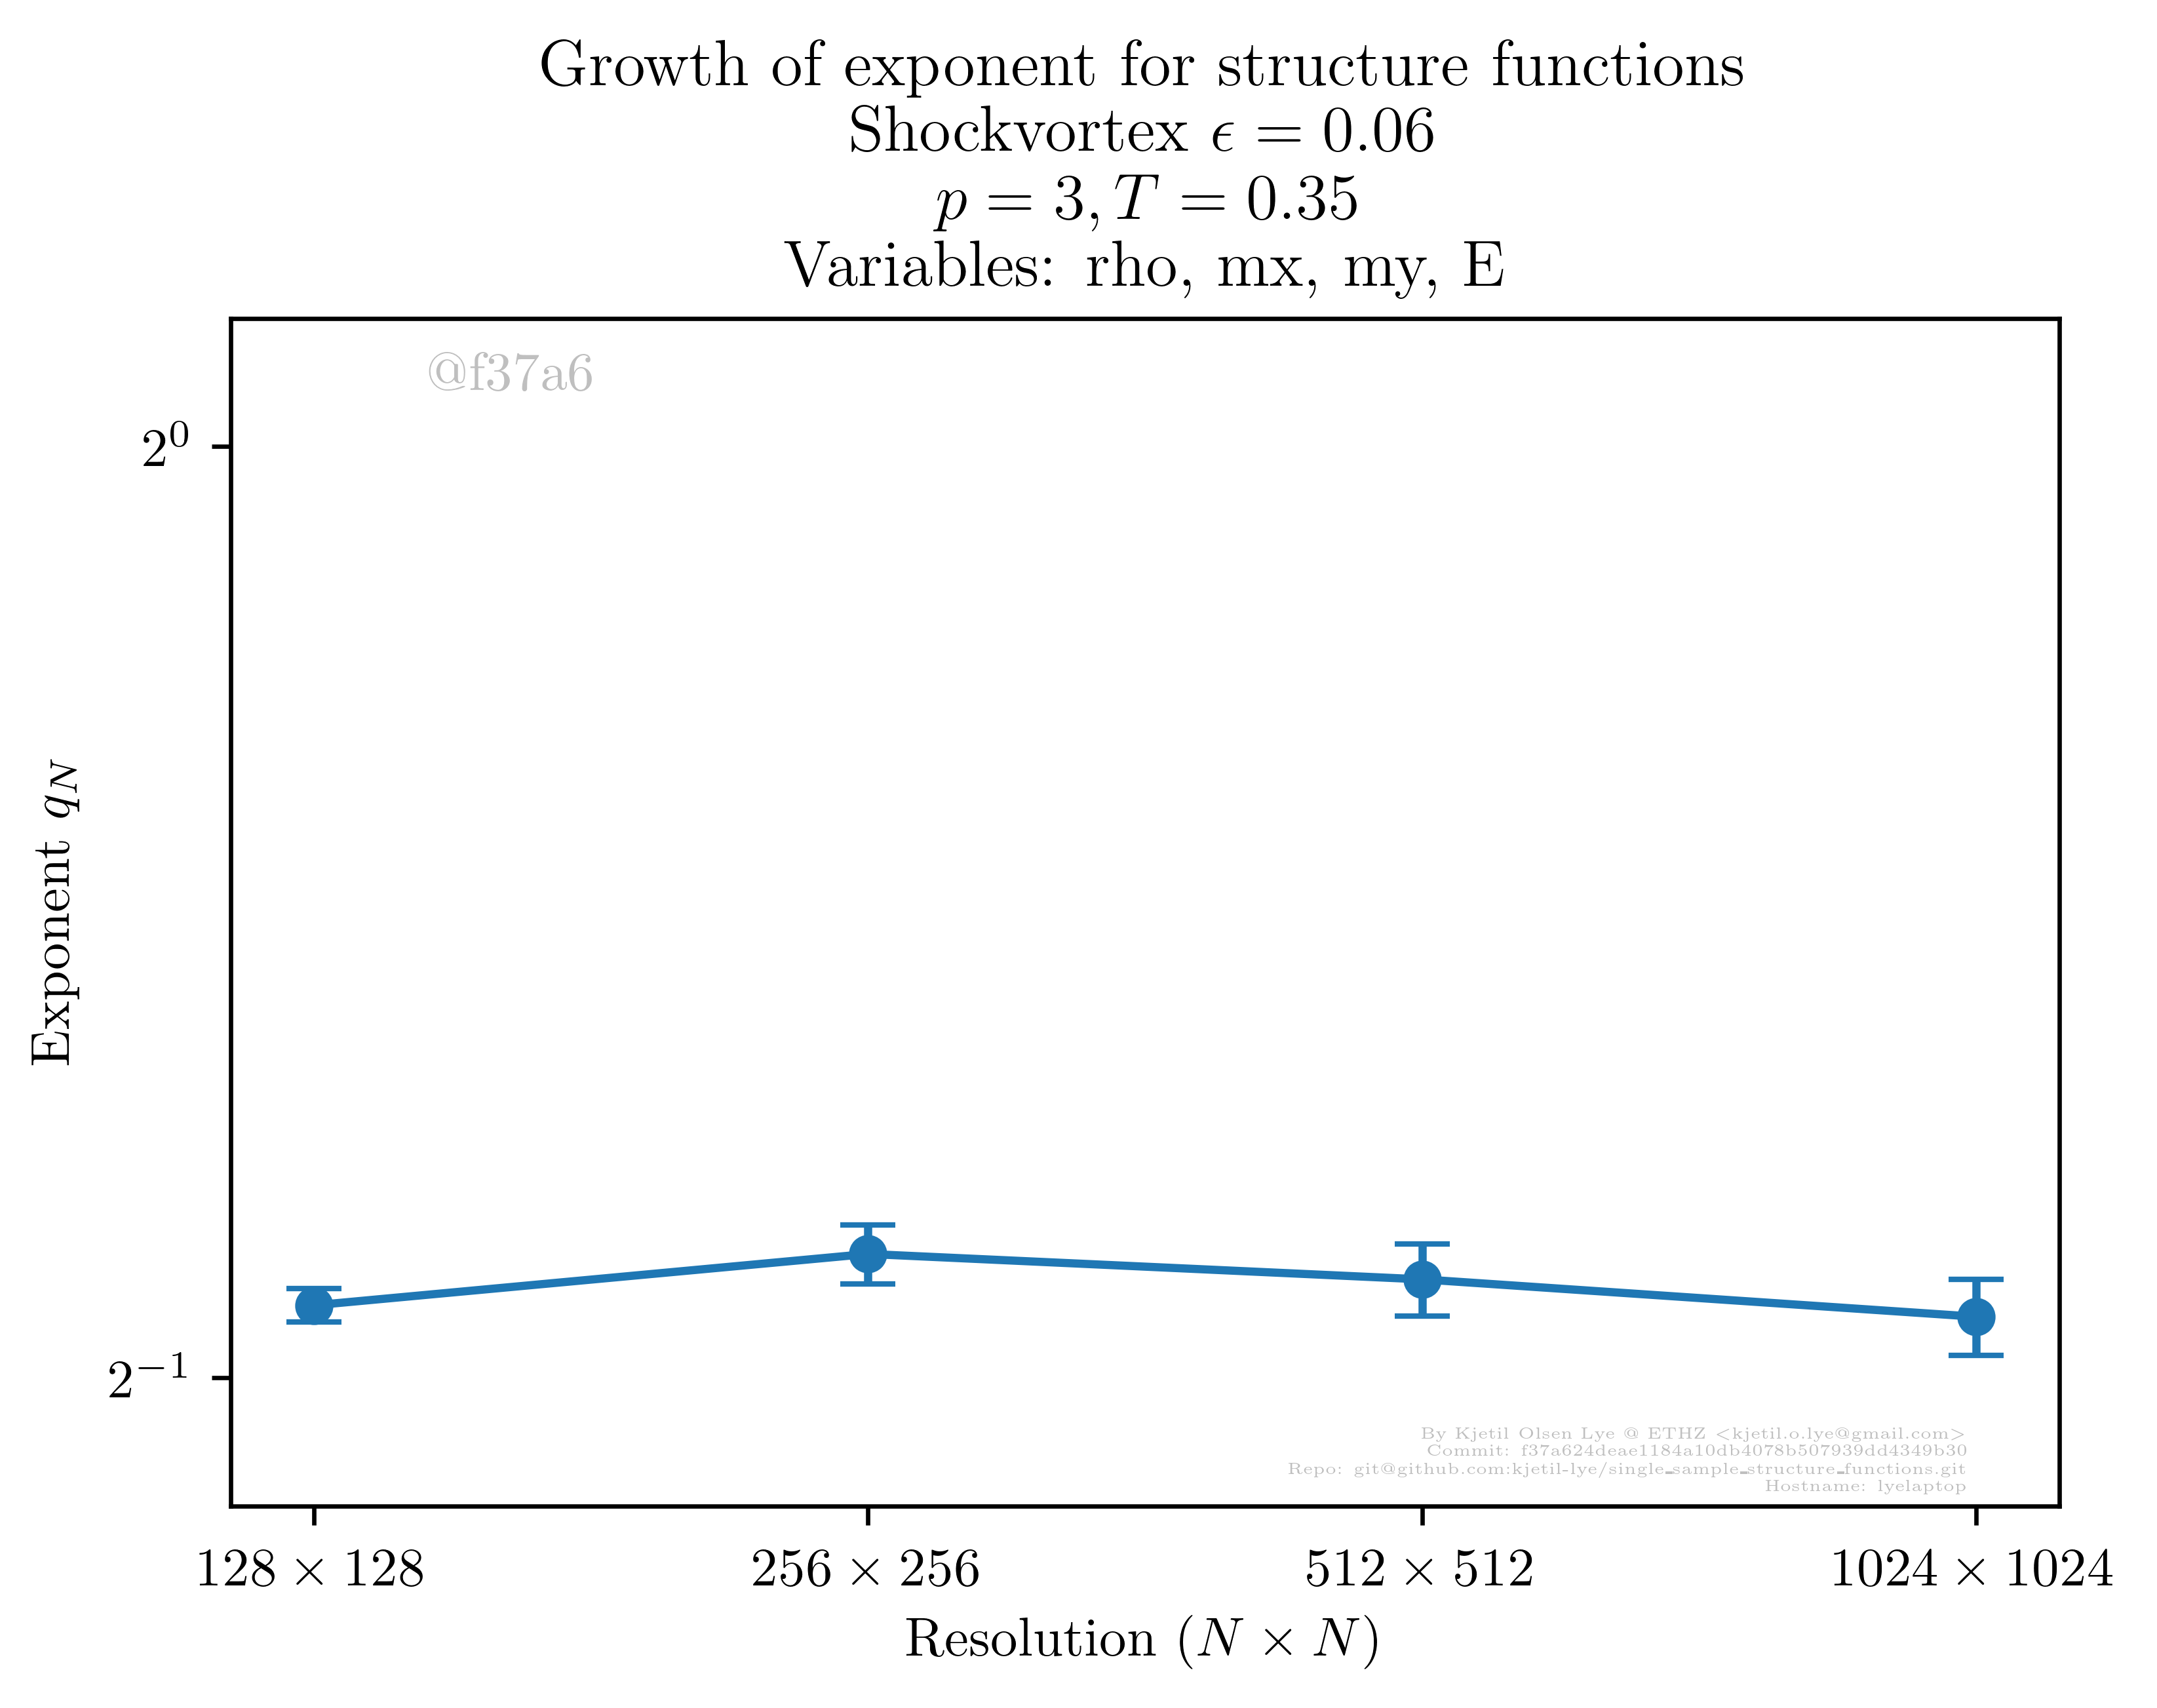 Growth of exponent for structure functions
Shockvortex ϵ = 0.06
p = 3, T = 0.35
Variables: rho, mx, my, E
@f37a6
2⁰
Exponent q_N
2⁻¹
By Kjetil Olsen Lye @ ETHZ <kjetil.o.lye@gmail.com>
Commit: f37a624deae1184a10db4078b507939dd4349b30
Repo: git@github.com:kjetil-lye/single_sample_structure_functions.git
Hostname: lyelaptop
128 × 128 256 × 256 512 × 512 1024 × 1024
Resolution (N × N)